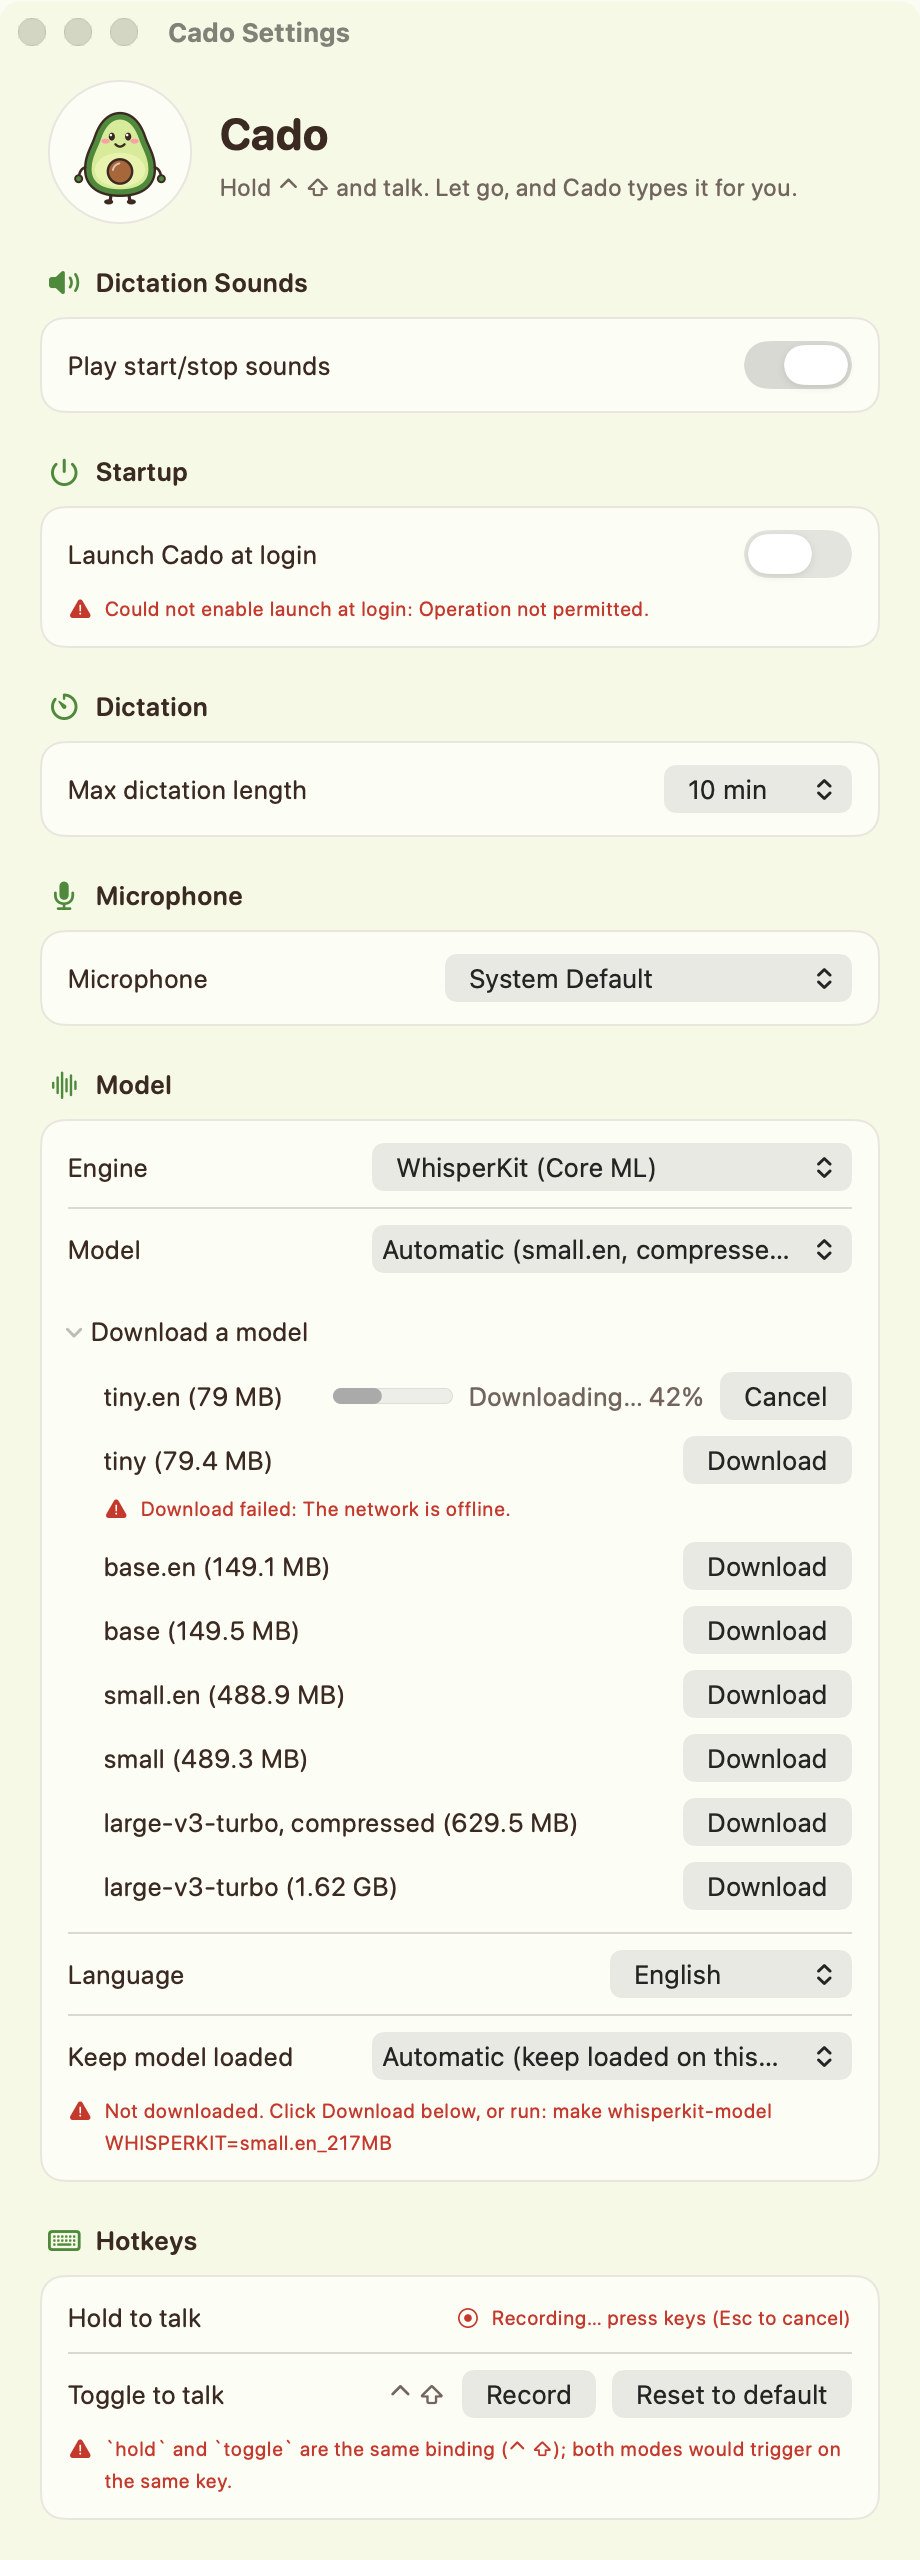 Cado Settings
Cado
Hold ⌃ ⇧ and talk. Let go, and Cado types it for you.
Dictation Sounds
Play start/stop sounds
Startup
Launch Cado at login
Could not enable launch at login: Operation not permitted.
Dictation
Max dictation length 10 min
Microphone
Microphone System Default
Model
Engine WhisperKit (Core ML)
Model Automatic (small.en, compresse...
Download a model
tiny.en (79 MB) Downloading... 42% Cancel
tiny (79.4 MB) Download
Download failed: The network is offline.
base.en (149.1 MB) Download
base (149.5 MB) Download
small.en (488.9 MB) Download
small (489.3 MB) Download
large-v3-turbo, compressed (629.5 MB) Download
large-v3-turbo (1.62 GB) Download
Language English
Keep model loaded Automatic (keep loaded on this...
Not downloaded. Click Download below, or run: make whisperkit-model
WHISPERKIT=small.en_217MB
Hotkeys
Hold to talk Recording... press keys (Esc to cancel)
Toggle to talk ⌃ ⇧ Record Reset to default
`hold` and `toggle` are the same binding (⌃ ⇧); both modes would trigger on
the same key.